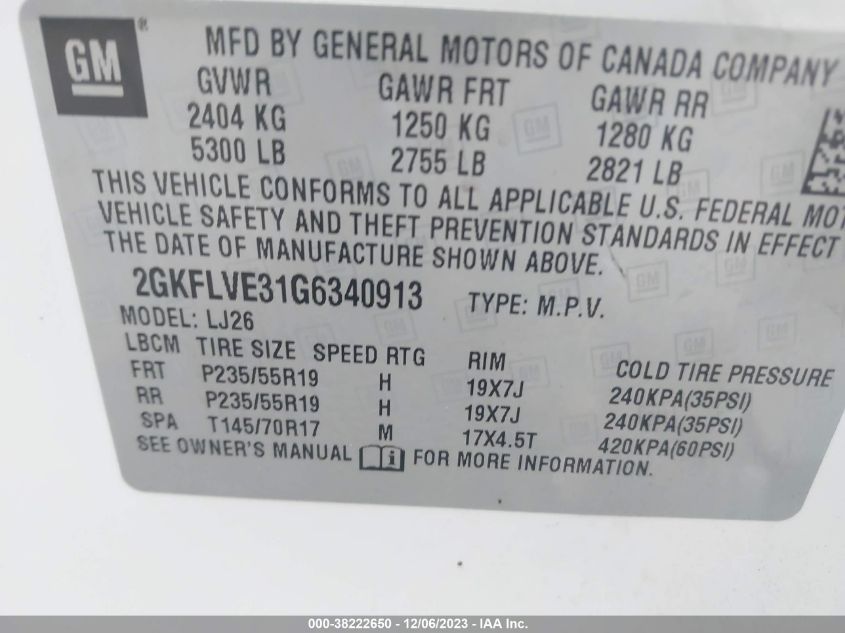 GM ® MFD BY GENERAL MOTORS OF CANADA COMPANY
GVWR GAWR FRT GAWR RR
2404 KG 1250 KG 1280 KG
5300 LB 2755 LB 2821 LB
THIS VEHICLE CONFORMS TO ALL APPLICABLE U.S. FEDERAL
VEHICLE SAFETY AND THEFT PREVENTION STANDARDS IN EFFECT
THE DATE OF MANUFACTURE SHOWN ABOVE.
2GKFLVE31G6340913 TYPE: M.P.V.
MODEL: LJ26
LBCM TIRE SIZE SPEED RTG RIM COLD TIRE PRESSURE
FRT P235/55R19 H 19X7J 240KPA(35PSI)
RR P235/55R19 H 19X7J 240KPA(35PSI)
SPA T145/70R17 M 17X4.5T 420KPA(60PSI)
SEE OWNER'S MANUAL i FOR MORE INFORMATION.
000-38222650 - 12/06/2023 - IAA Inc.